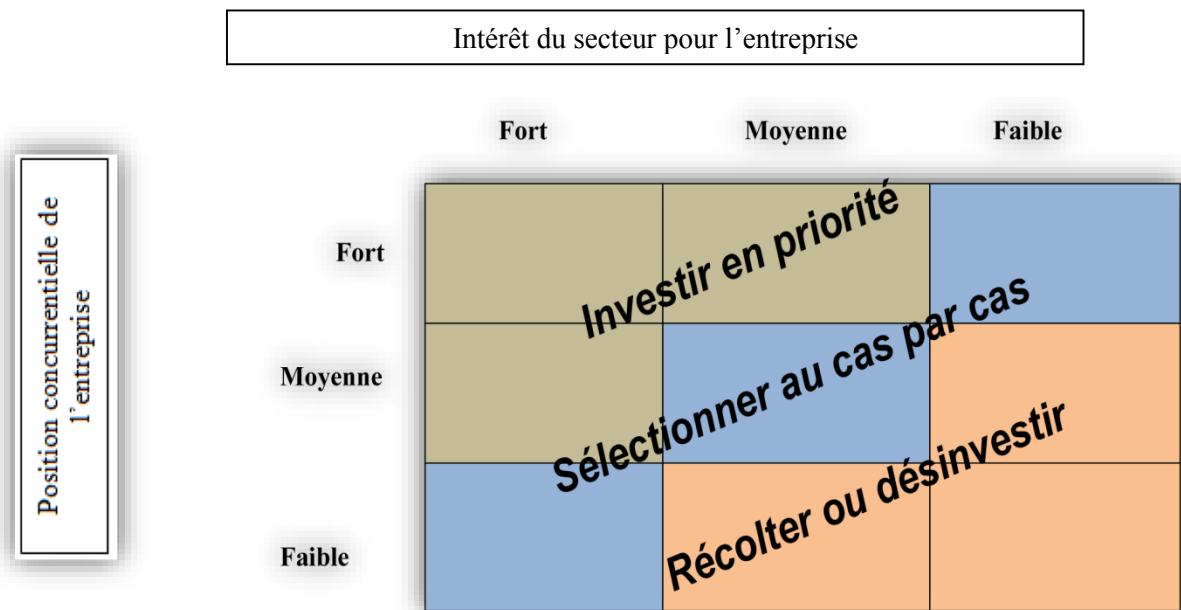 Intérêt du secteur pour l’entreprise
Fort Moyenne Faible
Position concurrentielle de
l’entreprise
Fort
Investir en priorité
Moyenne
Sélectionner au cas par cas
Faible
Récolter ou désinvestir